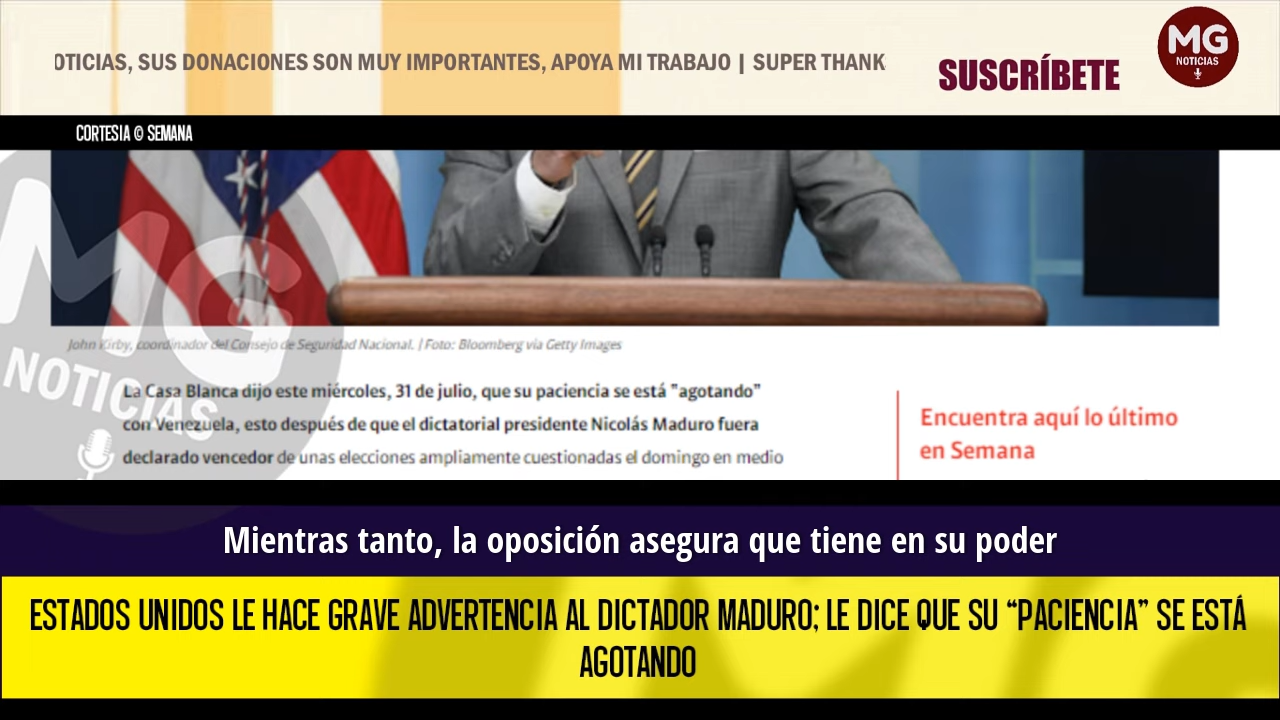 OTICIAS, SUS DONACIONES SON MUY IMPORTANTES, APOYA MI TRABAJO | SUPER THANK
SUSCRÍBETE
MG
NOTICIAS
CORTESIA © SEMANA
MG
NOTICIAS
John Kirby, coordinador del Consejo de Seguridad Nacional. | Foto: Bloomberg via Getty Images
La Casa Blanca dijo este miércoles, 31 de julio, que su paciencia se está "agotando"
con Venezuela, esto después de que el dictatorial presidente Nicolás Maduro fuera
declarado vencedor de unas elecciones ampliamente cuestionadas el domingo en medio
Encuentra aquí lo último
en Semana
Mientras tanto, la oposición asegura que tiene en su poder
ESTADOS UNIDOS LE HACE GRAVE ADVERTENCIA AL DICTADOR MADURO; LE DICE QUE SU “PACIENCIA” SE ESTÁ
AGOTANDO